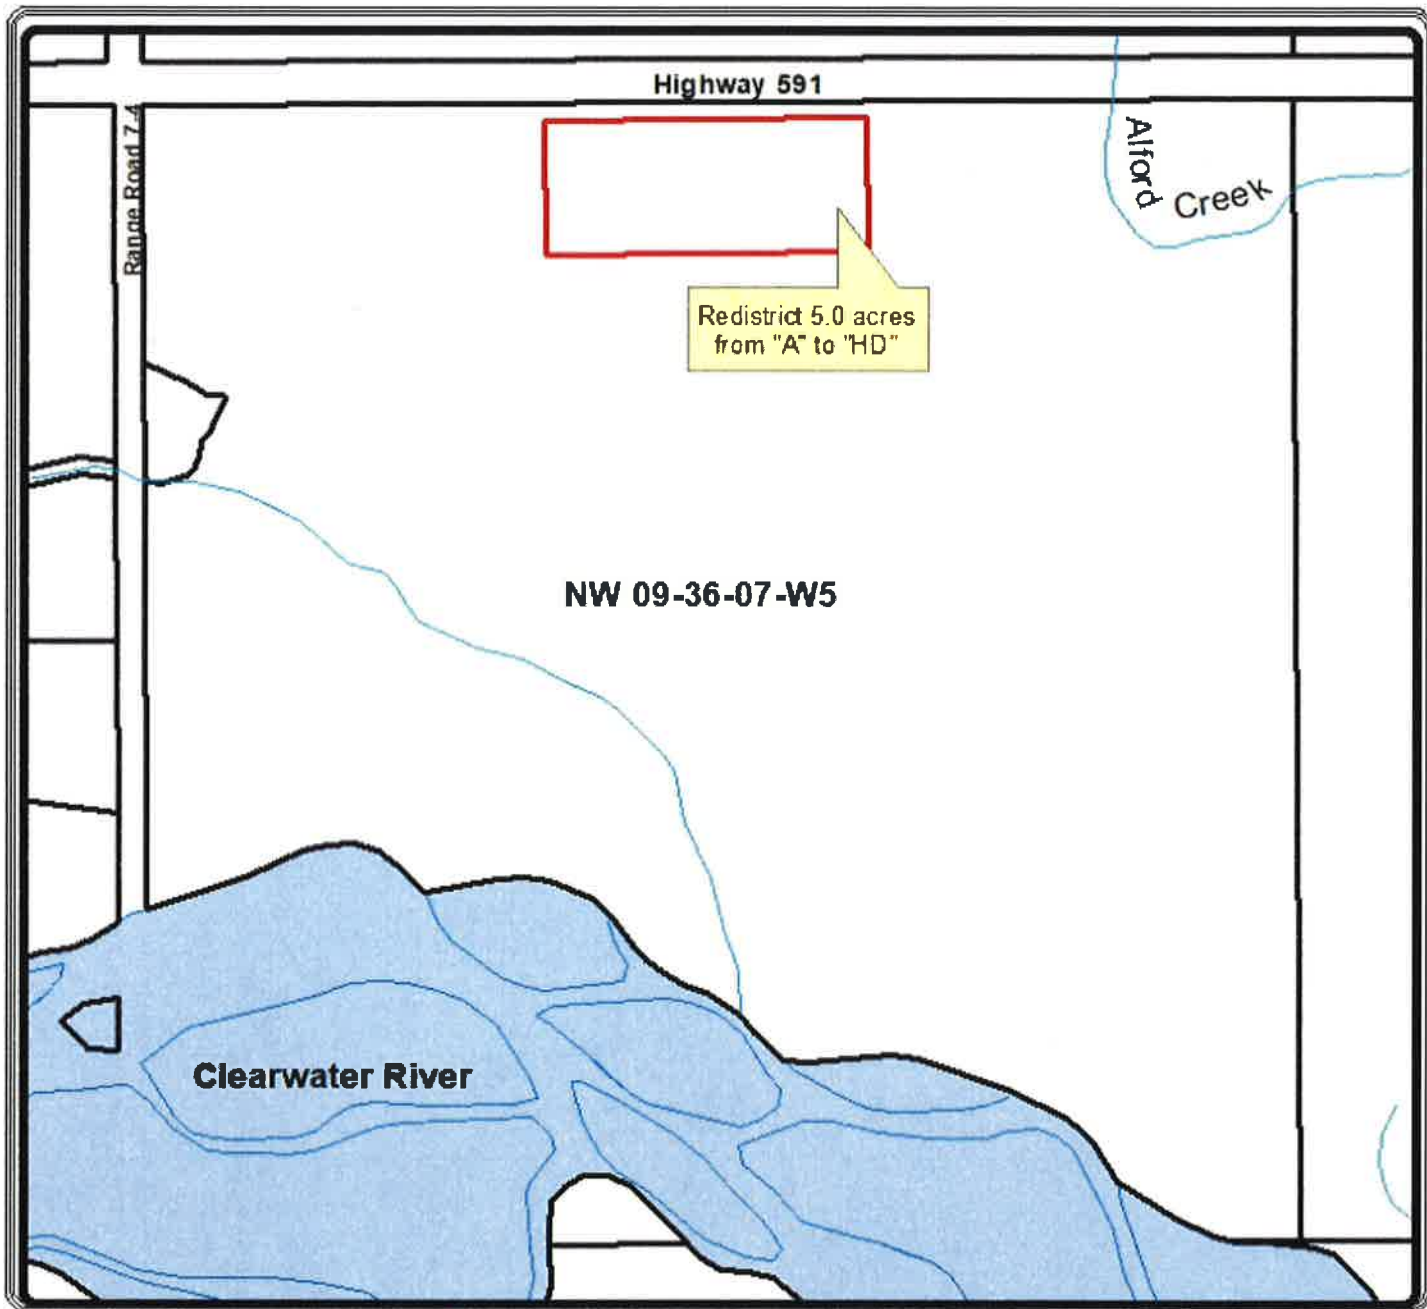 Highway 591
Range Road 7-4
Alford
Creek
Redistrict 5.0 acres
from "A" to "HD"
NW 09-36-07-W5
Clearwater River